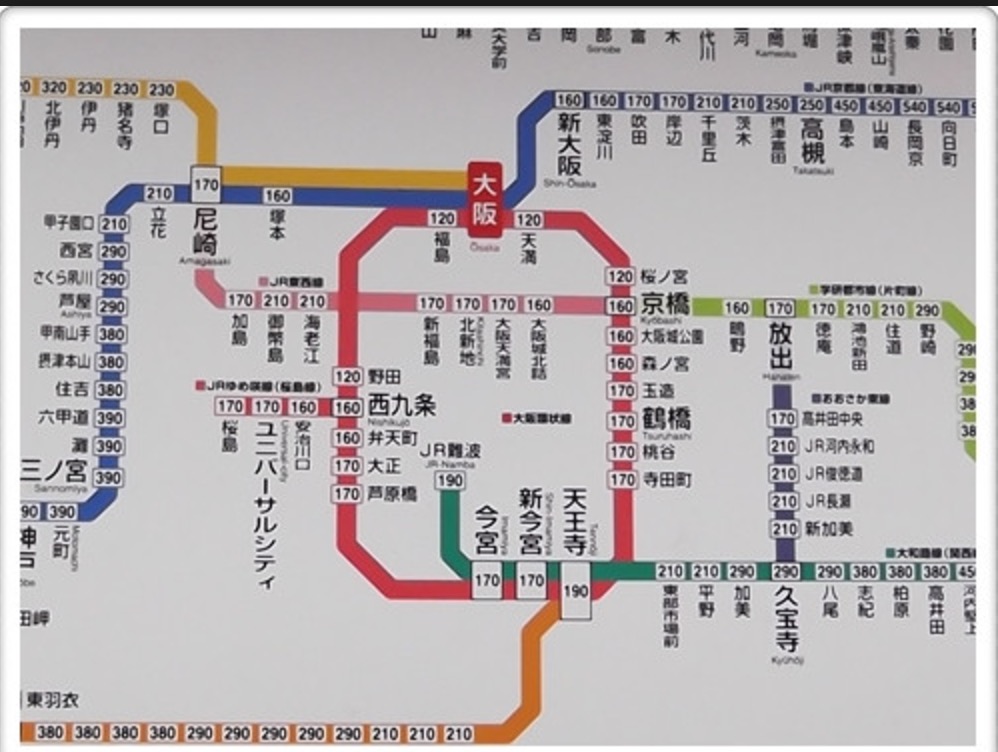 山 麻 大学前 吉 岡 部 富 木 代川 河 岡 堀 津峡 嵐山 太秦 花園
Sonobe Kameoka
■JR京都線(東海道線)
20 320 230 230 230
北伊丹 伊丹 猪名寺 塚口
160 160 170 170 210 210 250 250 450 450 540 540
新大阪 Shin-Ōsaka 東淀川 吹田 岸辺 千里丘 茨木 摂津富田 高槻 Takatsuki 島本 山崎 長岡京 向日町
大阪 Ōsaka
170 尼崎 Amagasaki
210 立花
160 塚本
120 福島
120 天満
甲子園口 210
西宮 290
さくら夙川 290
芦屋 Ashiya 290
甲南山手 380
摂津本山 380
住吉 380
六甲道 390
灘 390
三ノ宮 Sannomiya 390
90 390
神戸 元町 Motomachi
田岬
■JR東西線
170 210 210 170 170 170 160
加島 御幣島 海老江 新福島 北新地 Kitashinchi 大阪天満宮 大阪城北詰
120 桜ノ宮
160 京橋 Kyōbashi
160 大阪城公園
160 森ノ宮
170 玉造
170 鶴橋 Tsuruhashi
170 桃谷
170 寺田町
■学研都市線(片町線)
160 170 170 210 210 290
鴫野 放出 Hanaten 徳庵 鴻池新田 住道 野崎
290
290
380
380
■JRゆめ咲線(桜島線)
170 170 160 160
桜島 ユニバーサルシティ Universal-city 安治川口
120 野田
西九条 Nishikujō
160 弁天町
170 大正
170 芦原橋
■大阪環状線
JR難波
JR-Namba
190
今宮 Imamiya 新今宮 Shin-Imamiya 天王寺 Tennōji
170 170 190
■おおさか東線
170 高井田中央
210 JR河内永和
210 JR俊徳道
210 JR長瀬
210 新加美
■大和路線(関西線
210 210 290 290 290 380 380 380 450
東部市場前 平野 加美 久宝寺 Kyūhōji 八尾 志紀 柏原 高井田 河内堅上
東羽衣
380 380 380 380 290 290 290 290 290 210 210 210